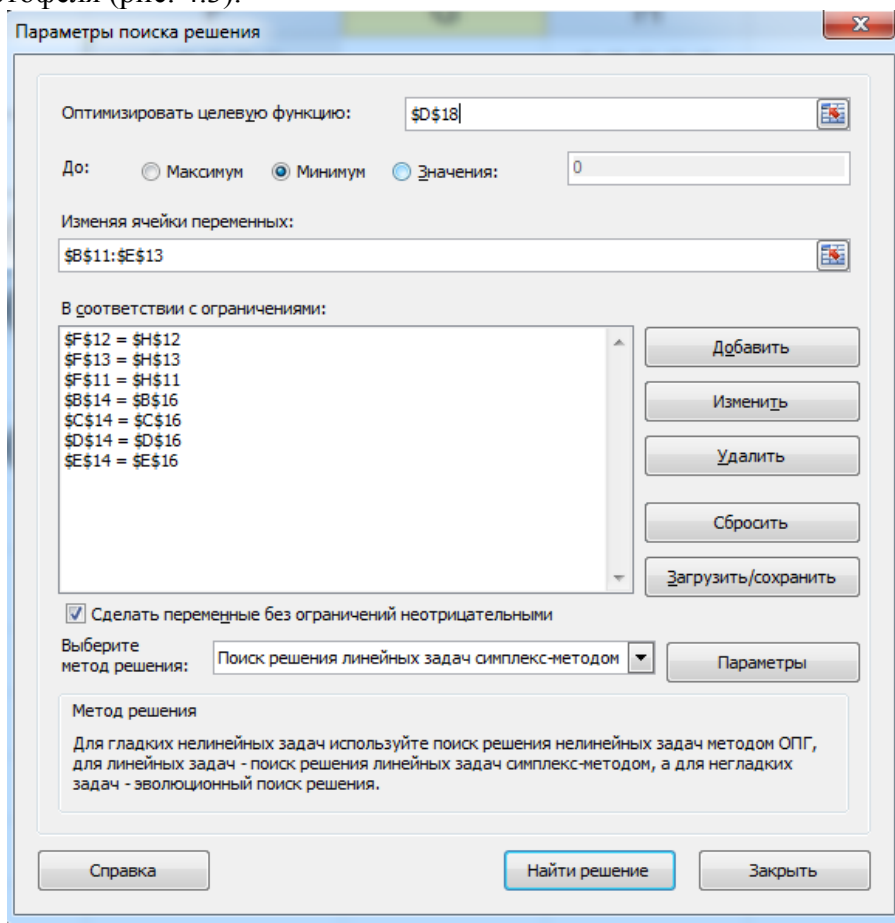 (рис. 4.3).
Параметры поиска решения
Оптимизировать целевую функцию:
$D$18
До:
Максимум
Минимум
Значения:
0
Изменяя ячейки переменных:
$B$11:$E$13
В соответствии с ограничениями:
$F$12 = $H$12
$F$13 = $H$13
$F$11 = $H$11
$B$14 = $B$16
$C$14 = $C$16
$D$14 = $D$16
$E$14 = $E$16
Добавить
Изменить
Удалить
Сбросить
Загрузить/сохранить
Сделать переменные без ограничений неотрицательными
Выберите
метод решения:
Поиск решения линейных задач симплекс-методом
Параметры
Метод решения
Для гладких нелинейных задач используйте поиск решения нелинейных задач методом ОПГ,
для линейных задач - поиск решения линейных задач симплекс-методом, а для негладких
задач - эволюционный поиск решения.
Справка
Найти решение
Закрыть